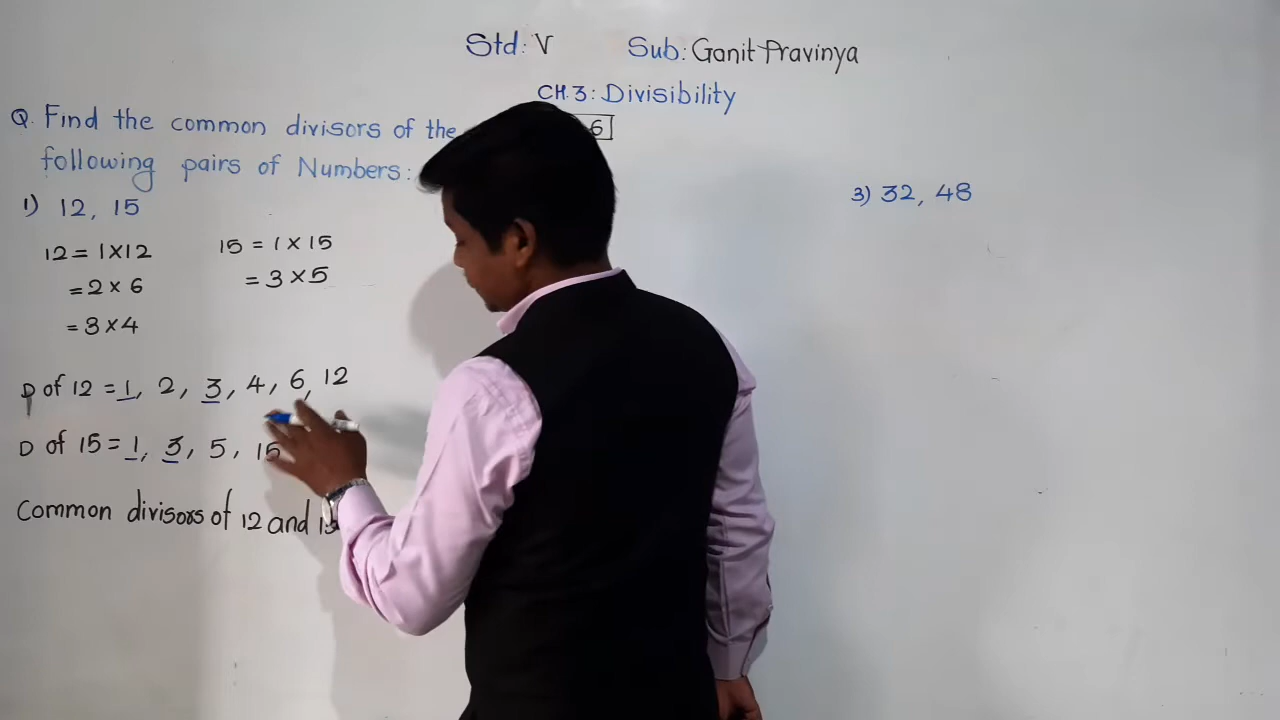 Std: V Sub: Ganit Pravinya
CH.3: Divisibility
6
Q. Find the common divisors of the
following pairs of Numbers:
1) 12, 15
12 = 1×12
= 2×6
= 3×4
15 = 1×15
= 3×5
D of 12 = 1, 2, 3, 4, 6, 12
D of 15 = 1, 3, 5, 15
Common divisors of 12 and 15
3) 32, 48